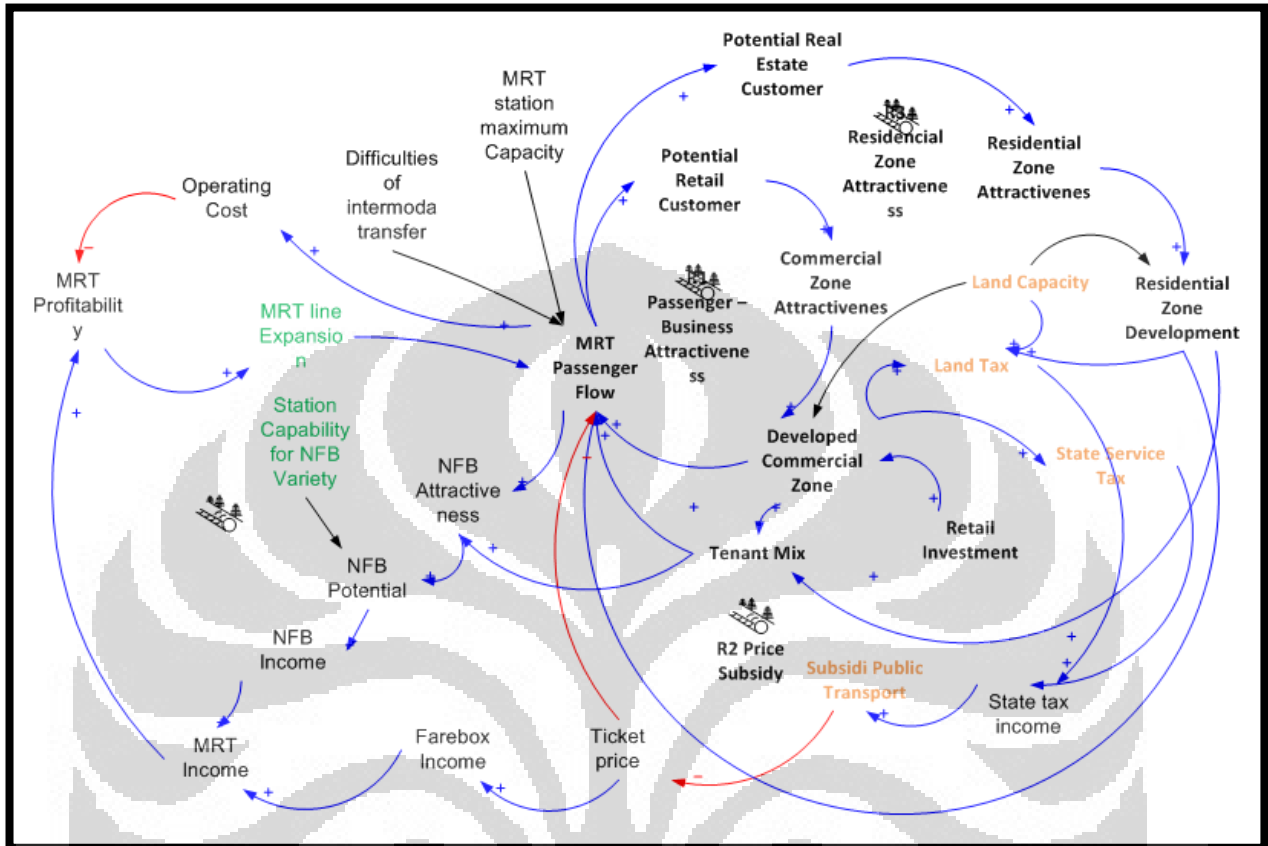 Potential Real
Estate
Customer
MRT
station
maximum
Capacity
R3
Residencial
Zone
Attractivene
ss
Residential
Zone
Attractivenes
Potential
Retail
Customer
Difficulties
of
intermoda
transfer
Operating
Cost
MRT
Profitabilit
y
MRT line
Expansio
n
Commercial
Zone
Attractivenes
Land Capacity
Residential
Zone
Development
R1
Passenger –
Business
Attractivene
ss
MRT
Passenger
Flow
Land Tax
Station
Capability
for NFB
Variety
NFB
Attractive
ness
Developed
Commercial
Zone
State Service
Tax
Retail
Investment
Tenant Mix
NFB
Potential
NFB
Income
R2 Price
Subsidy
Subsidi Public
Transport
State tax
income
MRT
Income
Farebox
Income
Ticket
price